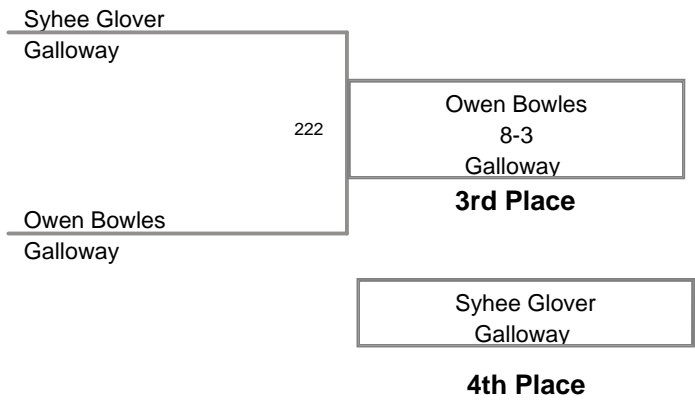 Syhee Glover
Galloway
222
Owen Bowles
8-3
Galloway
3rd Place
Owen Bowles
Galloway
Syhee Glover
Galloway
4th Place